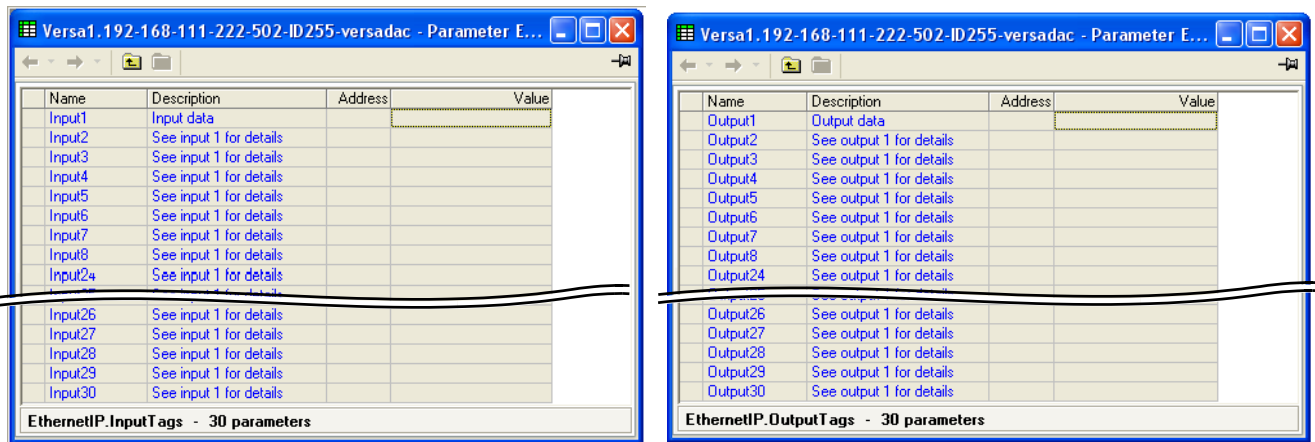 Versa1.192-168-111-222-502-ID255-versadac - Parameter E...
Name Description Address Value
Input1 Input data
Input2 See input 1 for details
Input3 See input 1 for details
Input4 See input 1 for details
Input5 See input 1 for details
Input6 See input 1 for details
Input7 See input 1 for details
Input8 See input 1 for details
Input24 See input 1 for details
Input26 See input 1 for details
Input27 See input 1 for details
Input28 See input 1 for details
Input29 See input 1 for details
Input30 See input 1 for details
EthernetIP.InputTags - 30 parameters
Versa1.192-168-111-222-502-ID255-versadac - Parameter E...
Name Description Address Value
Output1 Output data
Output2 See output 1 for details
Output3 See output 1 for details
Output4 See output 1 for details
Output5 See output 1 for details
Output6 See output 1 for details
Output7 See output 1 for details
Output8 See output 1 for details
Output24 See output 1 for details
Output26 See output 1 for details
Output27 See output 1 for details
Output28 See output 1 for details
Output29 See output 1 for details
Output30 See output 1 for details
EthernetIP.OutputTags - 30 parameters